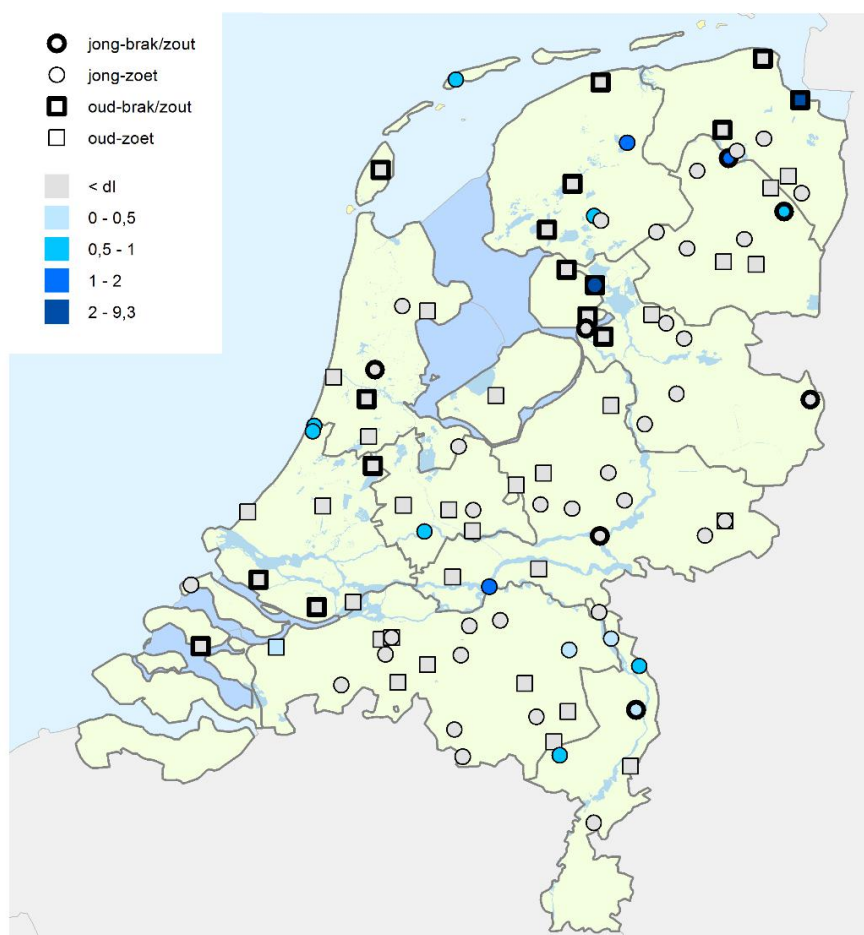 jong-brak/zout
jong-zoet
oud-brak/zout
oud-zoet
< dl
0 - 0,5
0,5 - 1
1 - 2
2 - 9,3